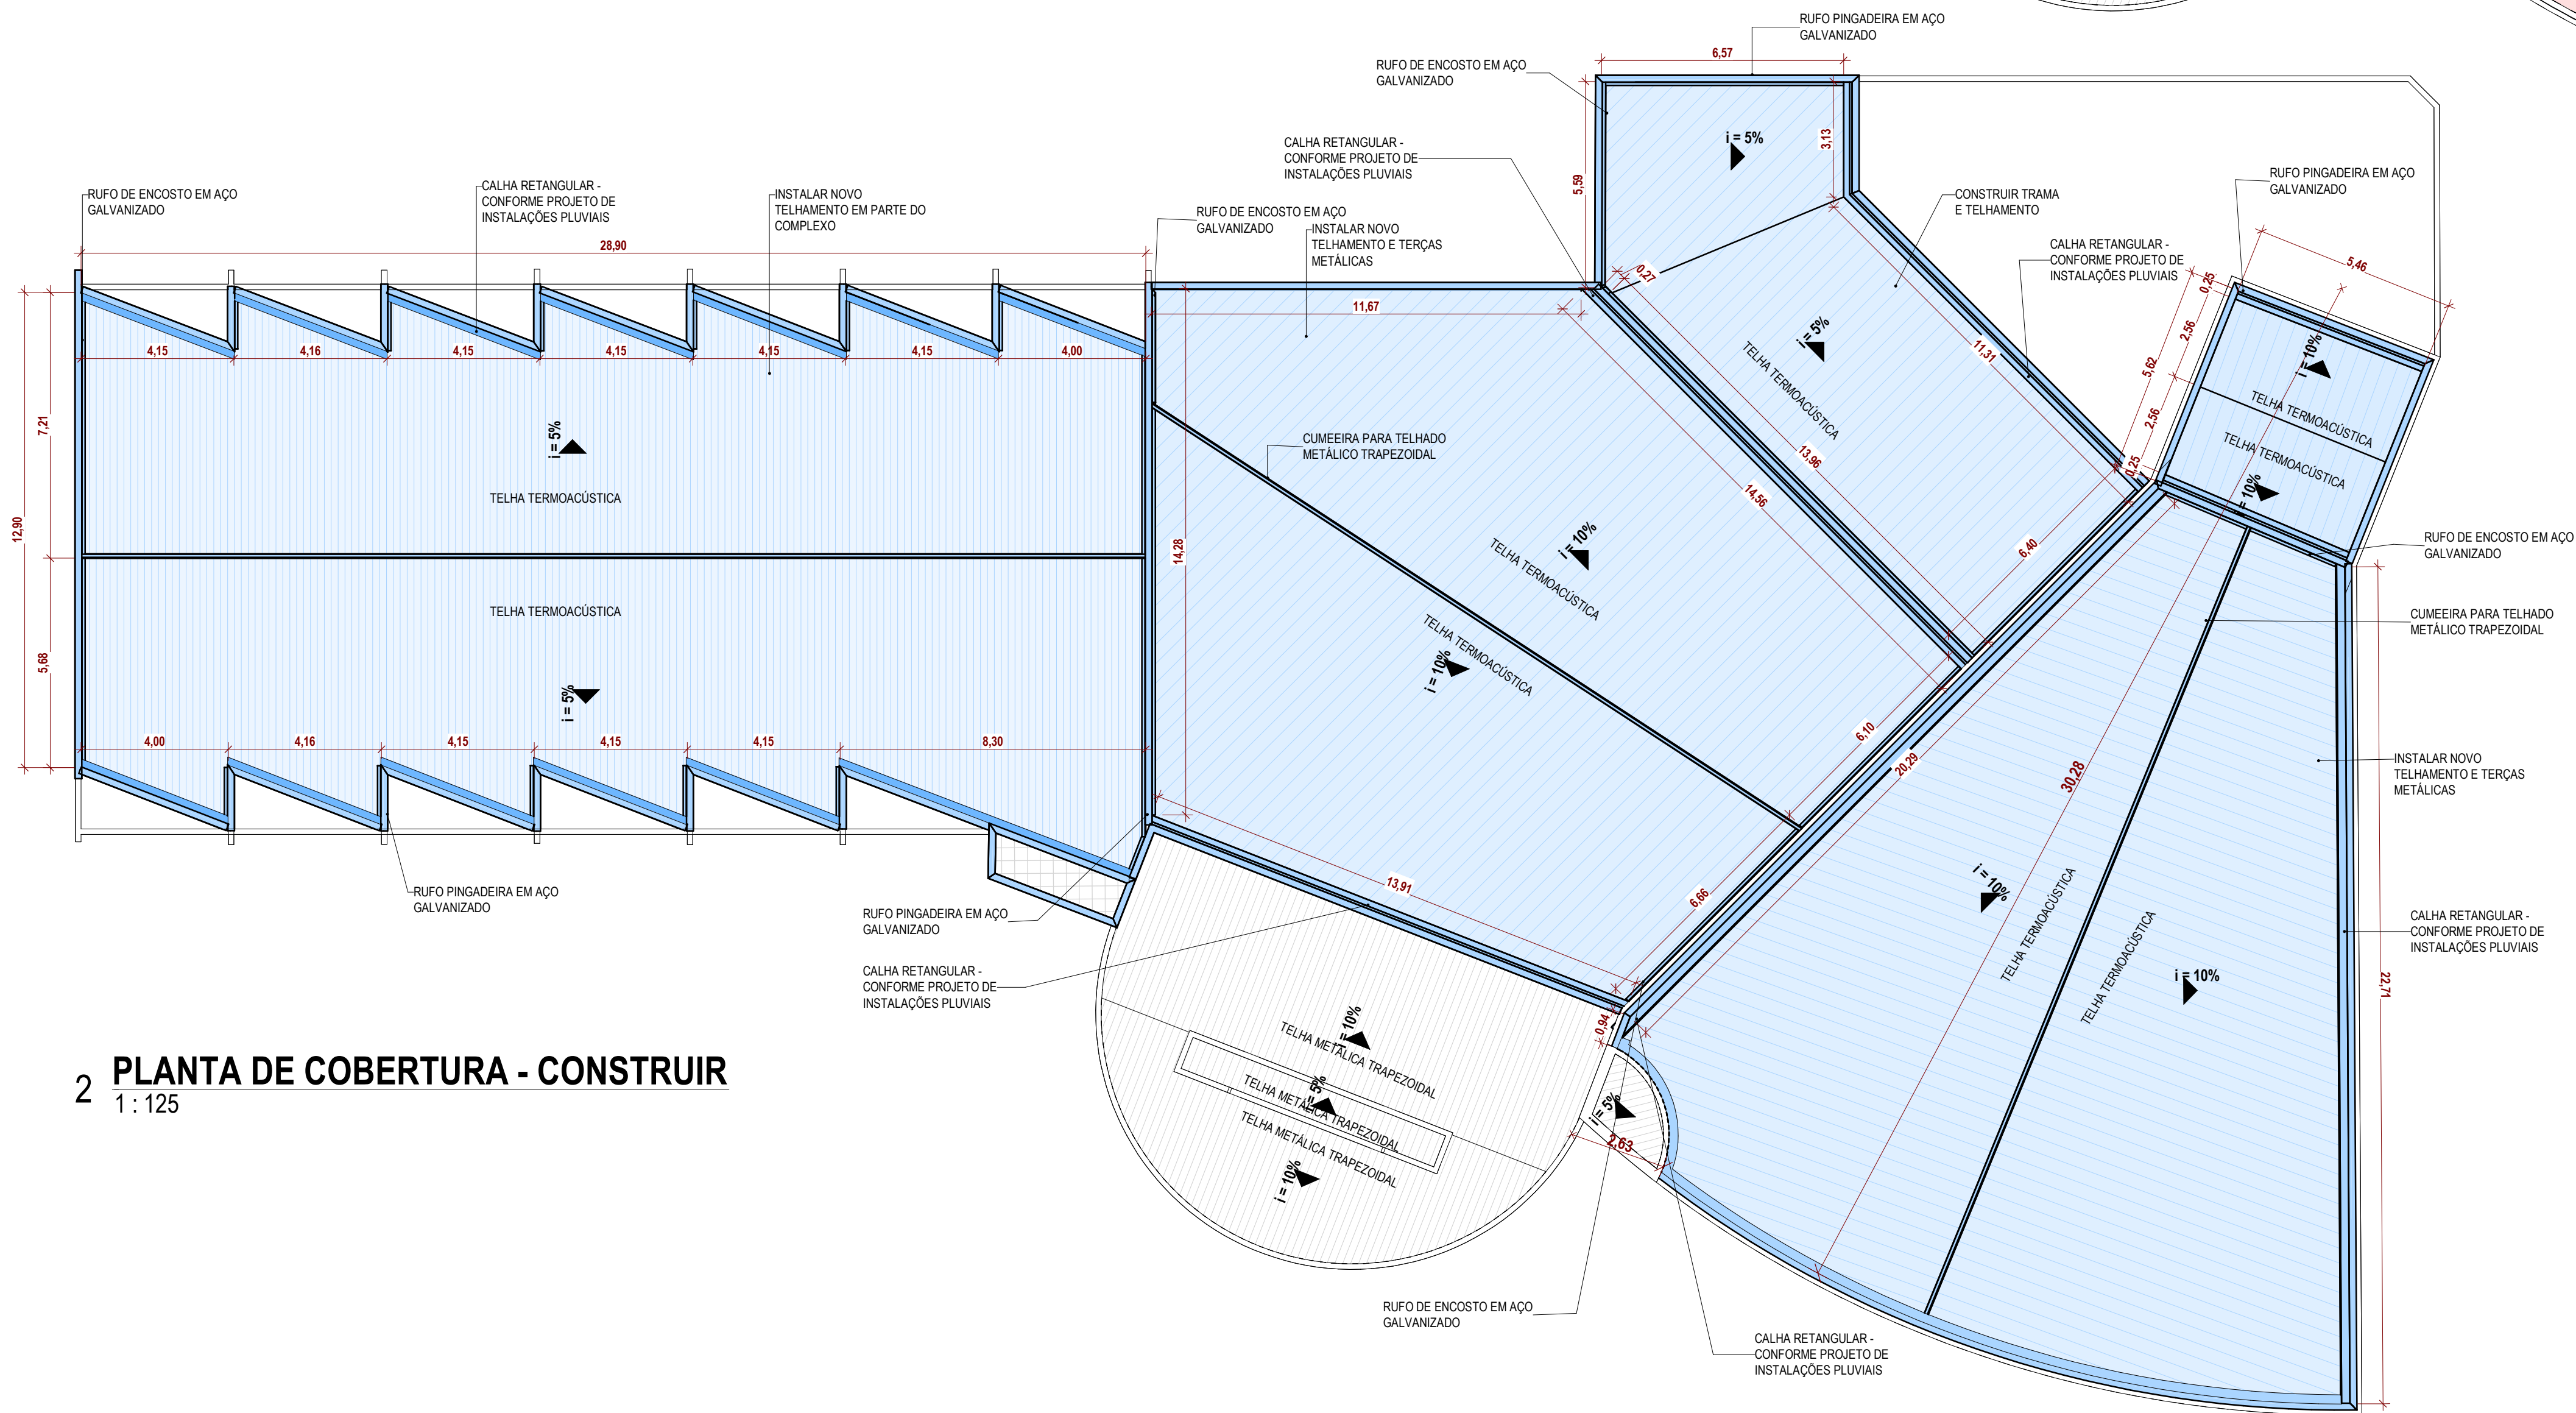 RUFO PINGADEIRA EM AÇO
GALVANIZADO
6,57
RUFO DE ENCOSTO EM AÇO
GALVANIZADO
i = 5%
3,13
CALHA RETANGULAR -
CONFORME PROJETO DE
INSTALAÇÕES PLUVIAIS
5,59
RUFO PINGADEIRA EM AÇO
GALVANIZADO
RUFO DE ENCOSTO EM AÇO
GALVANIZADO
CALHA RETANGULAR -
CONFORME PROJETO DE
INSTALAÇÕES PLUVIAIS
INSTALAR NOVO
TELHAMENTO EM PARTE DO
COMPLEXO
RUFO DE ENCOSTO EM AÇO
GALVANIZADO
INSTALAR NOVO
TELHAMENTO E TERÇAS
METÁLICAS
CONSTRUIR TRAMA
E TELHAMENTO
CALHA RETANGULAR -
CONFORME PROJETO DE
INSTALAÇÕES PLUVIAIS
28,90
0,27
0,25
5,46
11,67
2,56
5,62
i = 5%
11,31
i = 10%
4,15
4,16
4,15
4,15
4,15
4,15
4,00
TELHA TERMOACÚSTICA
TELHA TERMOACÚSTICA
2,56
TELHA TERMOACÚSTICA
7,21
i = 5%
CUMEEIRA PARA TELHADO
METÁLICO TRAPEZOIDAL
13,96
0,25
i = 10%
TELHA TERMOACÚSTICA
14,56
12,90
14,28
i = 10%
TELHA TERMOACÚSTICA
6,40
RUFO DE ENCOSTO EM AÇO
GALVANIZADO
TELHA TERMOACÚSTICA
TELHA TERMOACÚSTICA
CUMEEIRA PARA TELHADO
METÁLICO TRAPEZOIDAL
5,68
i = 5%
i = 10%
4,00
4,16
4,15
4,15
4,15
8,30
6,10
20,29
30,28
INSTALAR NOVO
TELHAMENTO E TERÇAS
METÁLICAS
13,91
6,66
i = 10%
RUFO PINGADEIRA EM AÇO
GALVANIZADO
RUFO PINGADEIRA EM AÇO
GALVANIZADO
TELHA TERMOACÚSTICA
TELHA TERMOACÚSTICA
CALHA RETANGULAR -
CONFORME PROJETO DE
INSTALAÇÕES PLUVIAIS
CALHA RETANGULAR -
CONFORME PROJETO DE
INSTALAÇÕES PLUVIAIS
i = 10%
22,71
0,94
i = 10%
TELHA METÁLICA TRAPEZOIDAL
i = 5%
TELHA METÁLICA TRAPEZOIDAL
TELHA METÁLICA TRAPEZOIDAL
i = 10%
i = 5%
2,63
2 PLANTA DE COBERTURA - CONSTRUIR
1 : 125
RUFO DE ENCOSTO EM AÇO
GALVANIZADO
CALHA RETANGULAR -
CONFORME PROJETO DE
INSTALAÇÕES PLUVIAIS